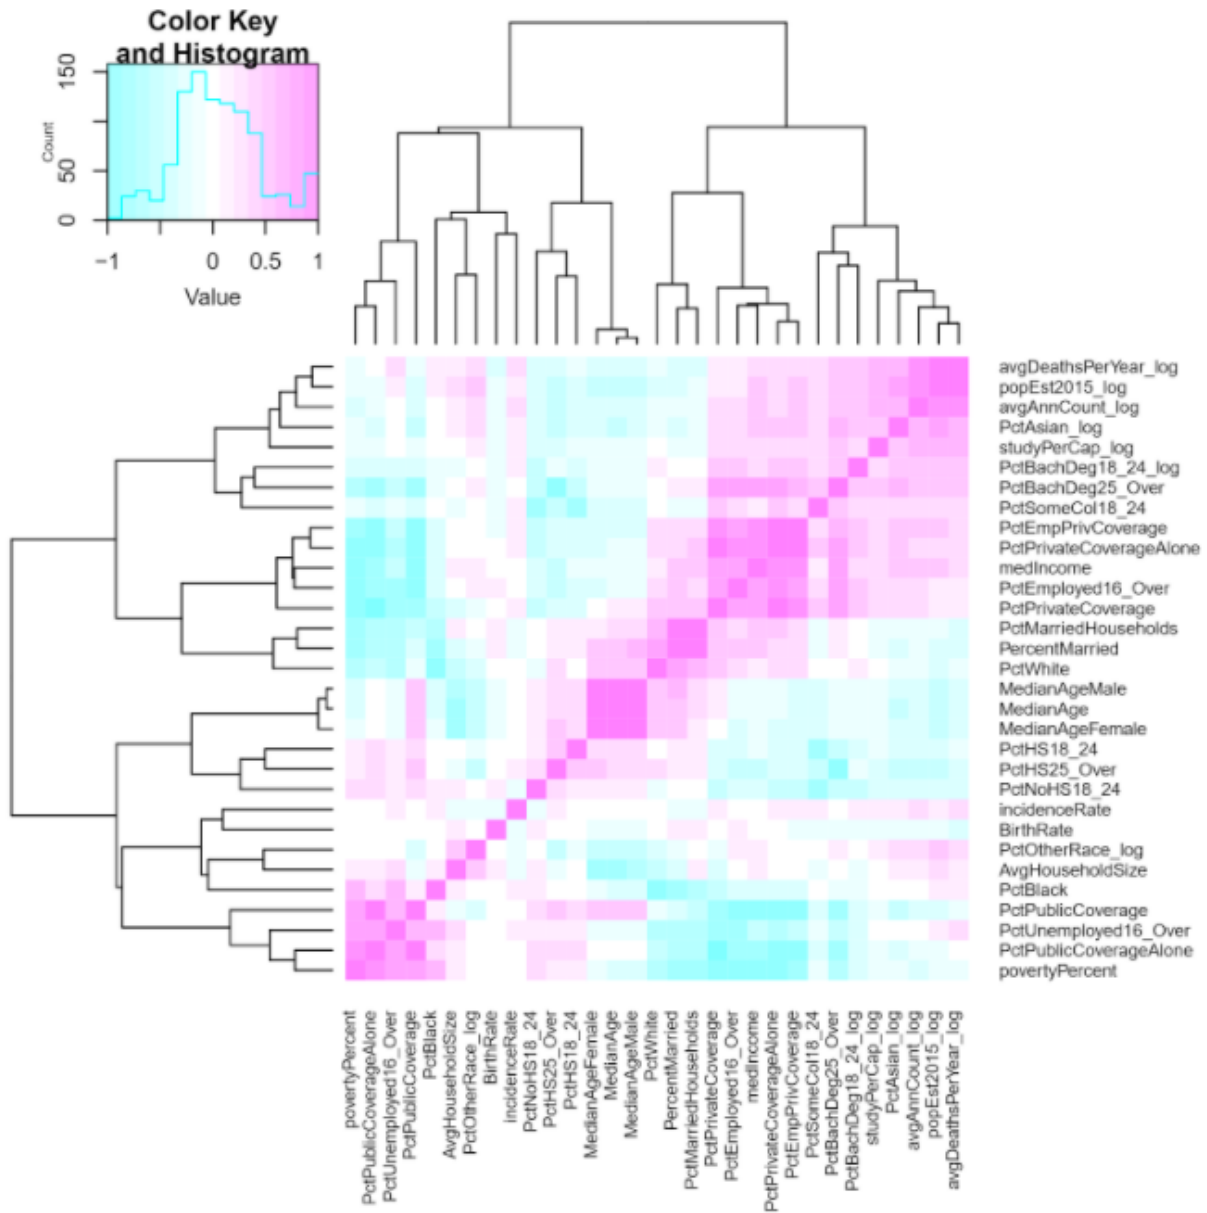 Color Key
and Histogram
Count
0
50
150
−1
0
0.5
1
Value
avgDeathsPerYear_log
popEst2015_log
avgAnnCount_log
PctAsian_log
studyPerCap_log
PctBachDeg18_24_log
PctBachDeg25_Over
PctSomeCol18_24
PctEmpPrivCoverage
PctPrivateCoverageAlone
medIncome
PctEmployed16_Over
PctPrivateCoverage
PctMarriedHouseholds
PercentMarried
PctWhite
MedianAgeMale
MedianAge
MedianAgeFemale
PctHS18_24
PctHS25_Over
PctNoHS18_24
incidenceRate
BirthRate
PctOtherRace_log
AvgHouseholdSize
PctBlack
PctPublicCoverage
PctUnemployed16_Over
PctPublicCoverageAlone
povertyPercent
povertyPercent
PctPublicCoverageAlone
PctUnemployed16_Over
PctPublicCoverage
PctBlack
AvgHouseholdSize
PctOtherRace_log
BirthRate
incidenceRate
PctNoHS18_24
PctHS25_Over
PctHS18_24
MedianAgeFemale
MedianAge
MedianAgeMale
PctWhite
PercentMarried
PctMarriedHouseholds
PctPrivateCoverage
PctEmployed16_Over
medIncome
PctPrivateCoverageAlone
PctEmpPrivCoverage
PctSomeCol18_24
PctBachDeg25_Over
PctBachDeg18_24_log
studyPerCap_log
PctAsian_log
avgAnnCount_log
popEst2015_log
avgDeathsPerYear_log